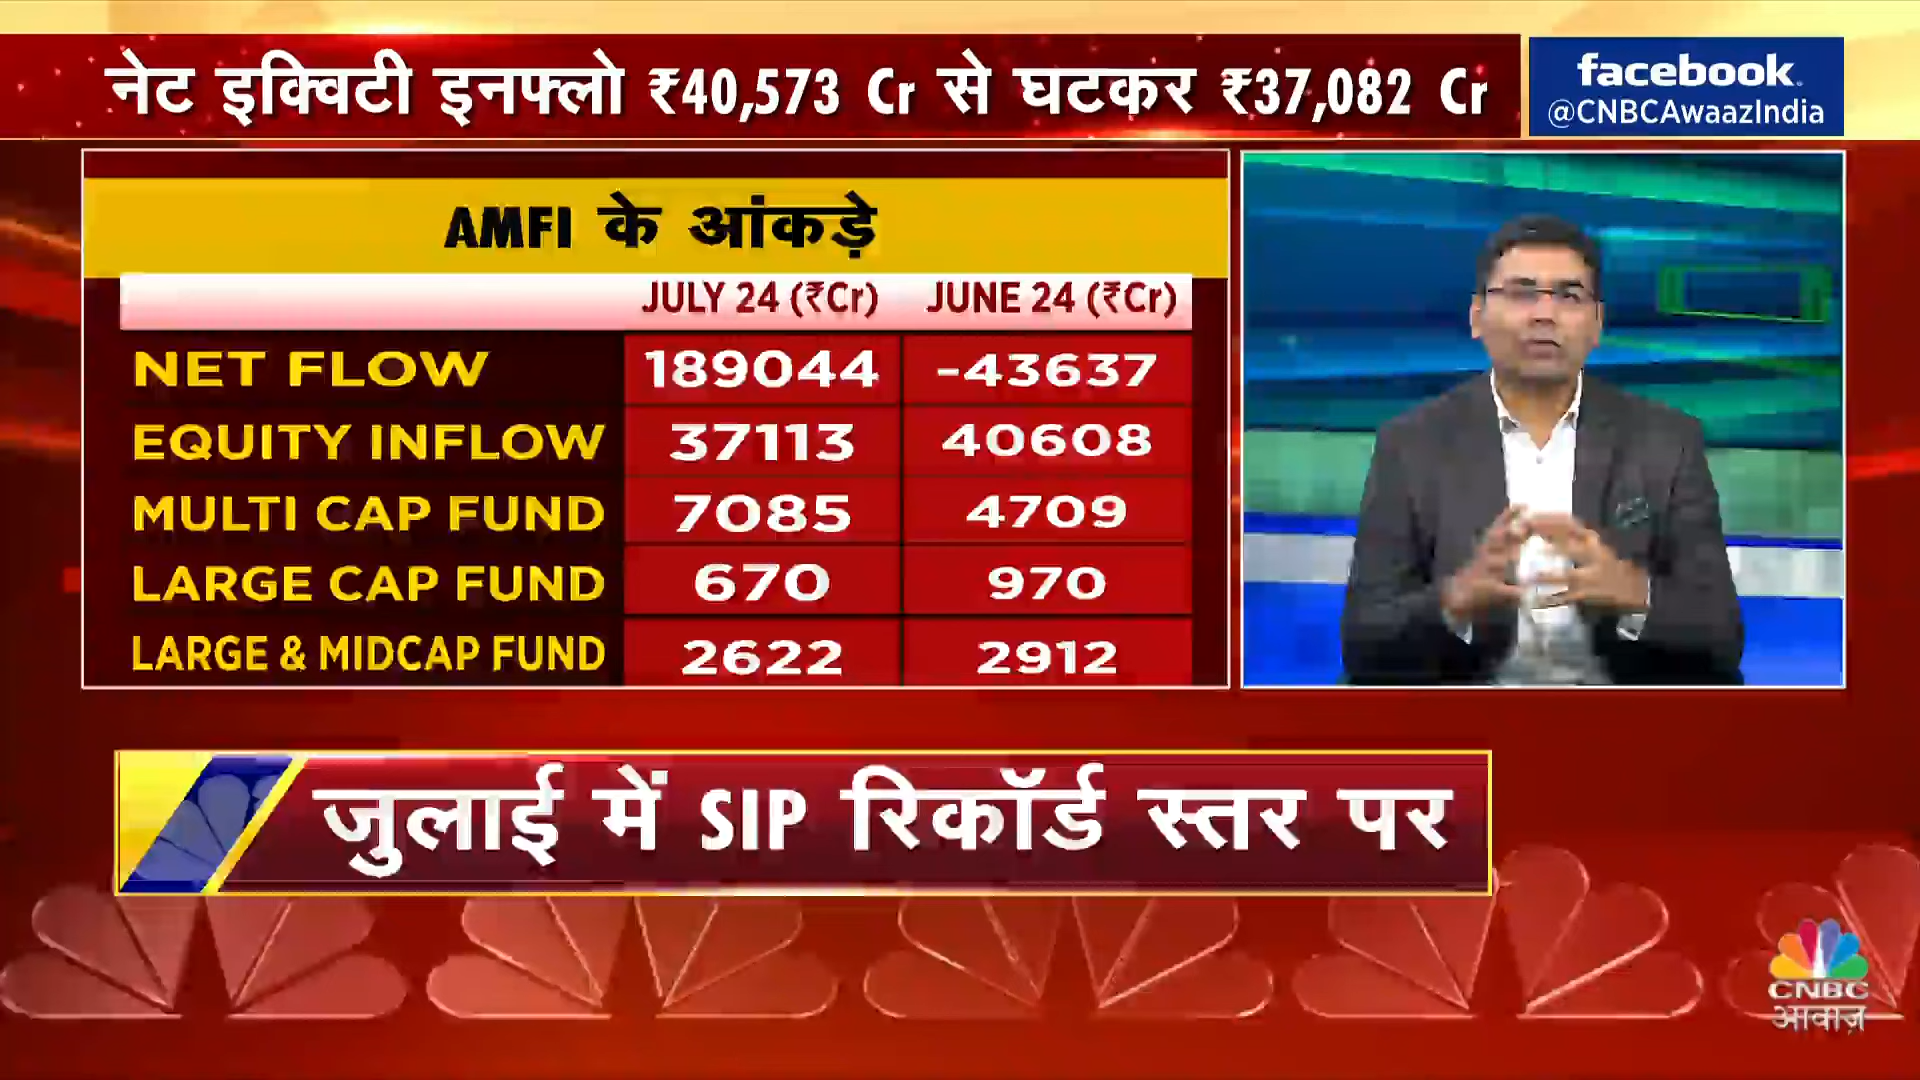 नेट इक्विटी इनफ्लो ₹40,573 Cr से घटकर ₹37,082 Cr
facebook
@CNBCAwaazIndia
AMFI के आंकड़े
JULY 24 (₹Cr) JUNE 24 (₹Cr)
NET FLOW 189044 -43637
EQUITY INFLOW 37113 40608
MULTI CAP FUND 7085 4709
LARGE CAP FUND 670 970
LARGE & MIDCAP FUND 2622 2912
जुलाई में SIP रिकॉर्ड स्तर पर
CNBC
आवाज़